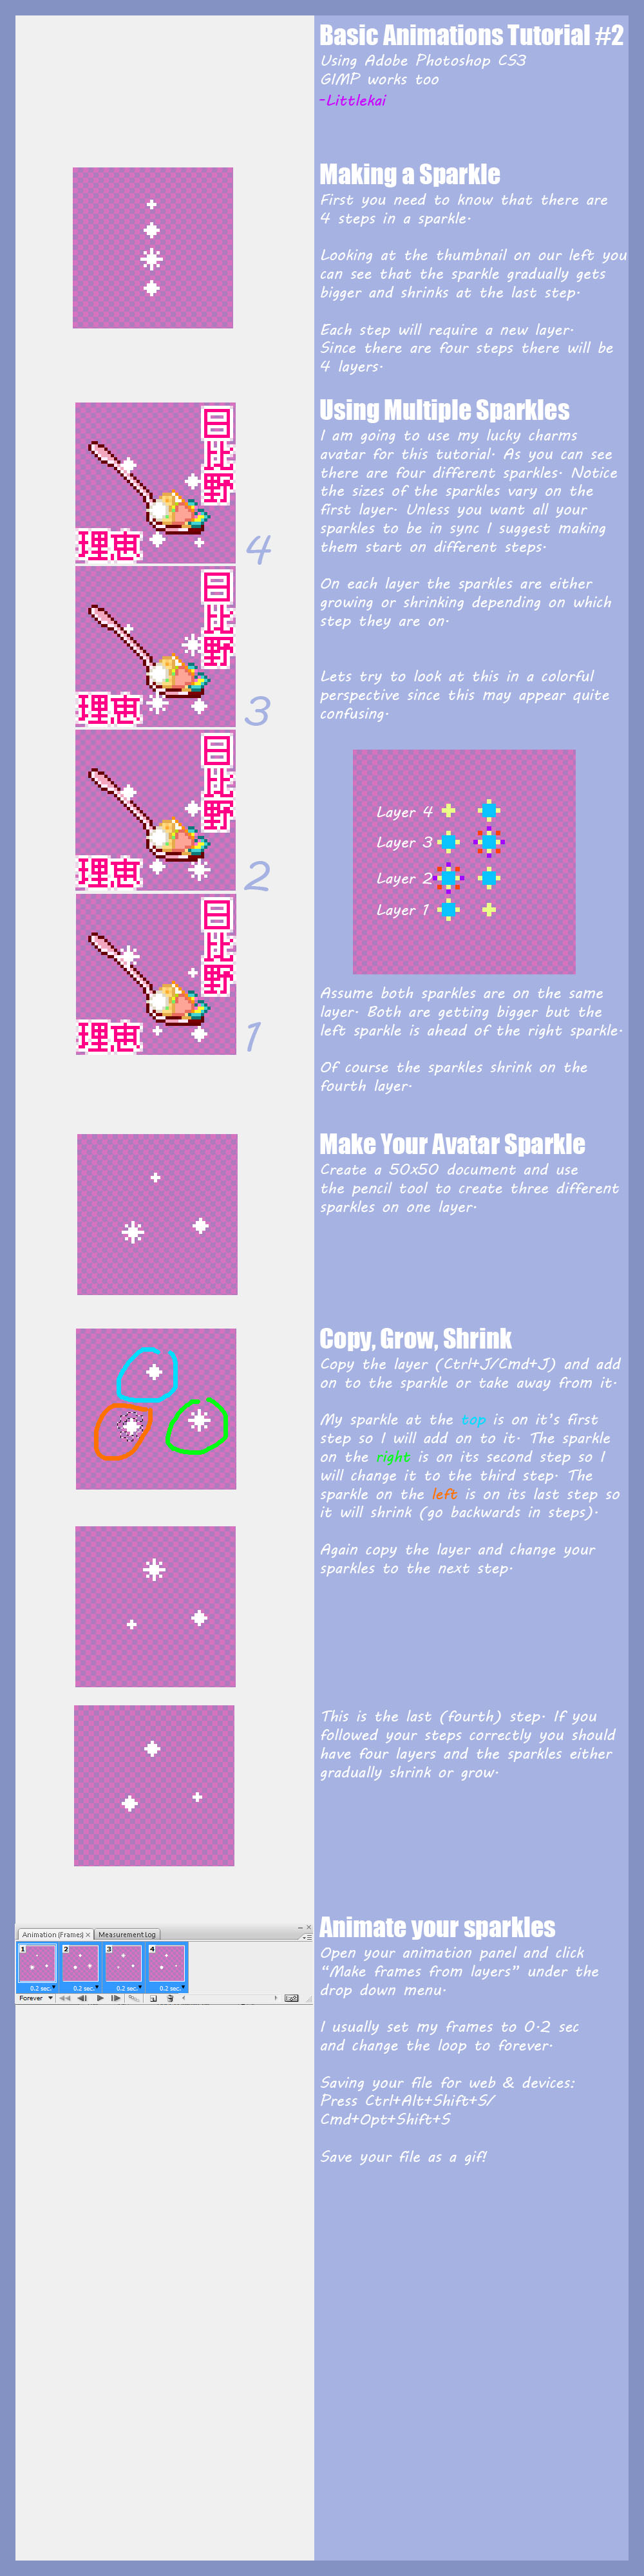 Basic Animations Tutorial #2
Using Adobe Photoshop CS3
GIMP works too
-Littlekai
Making a Sparkle
First you need to know that there are
4 steps in a sparkle.
Looking at the thumbnail on our left you
can see that the sparkle gradually gets
bigger and shrinks at the last step.
Each step will require a new layer.
Since there are four steps there will be
4 layers.
日比野
理恵
4
日比野
理恵
3
日比野
理恵
2
日比野
理恵
1
Using Multiple Sparkles
I am going to use my lucky charms
avatar for this tutorial. As you can see
there are four different sparkles. Notice
the sizes of the sparkles vary on the
first layer. Unless you want all your
sparkles to be in sync I suggest making
them start on different steps.
On each layer the sparkles are either
growing or shrinking depending on which
step they are on.
Lets try to look at this in a colorful
perspective since this may appear quite
confusing.
Layer 4
Layer 3
Layer 2
Layer 1
Assume both sparkles are on the same
layer. Both are getting bigger but the
left sparkle is ahead of the right sparkle.
Of course the sparkles shrink on the
fourth layer.
Make Your Avatar Sparkle
Create a 50x50 document and use
the pencil tool to create three different
sparkles on one layer.
Copy, Grow, Shrink
Copy the layer (Ctrl+J/Cmd+J) and add
on to the sparkle or take away from it.
My sparkle at the top is on it's first
step so I will add on to it. The sparkle
on the right is on its second step so I
will change it to the third step. The
sparkle on the left is on its last step so
it will shrink (go backwards in steps).
Again copy the layer and change your
sparkles to the next step.
This is the last (fourth) step. If you
followed your steps correctly you should
have four layers and the sparkles either
gradually shrink or grow.
Animation (Frames) Measurement Log
1 2 3 4
0.2 sec. 0.2 sec. 0.2 sec. 0.2 sec.
Forever
Animate your sparkles
Open your animation panel and click
“Make frames from layers” under the
drop down menu.
I usually set my frames to 0.2 sec
and change the loop to forever.
Saving your file for web & devices:
Press Ctrl+Alt+Shift+S/
Cmd+Opt+Shift+S
Save your file as a gif!